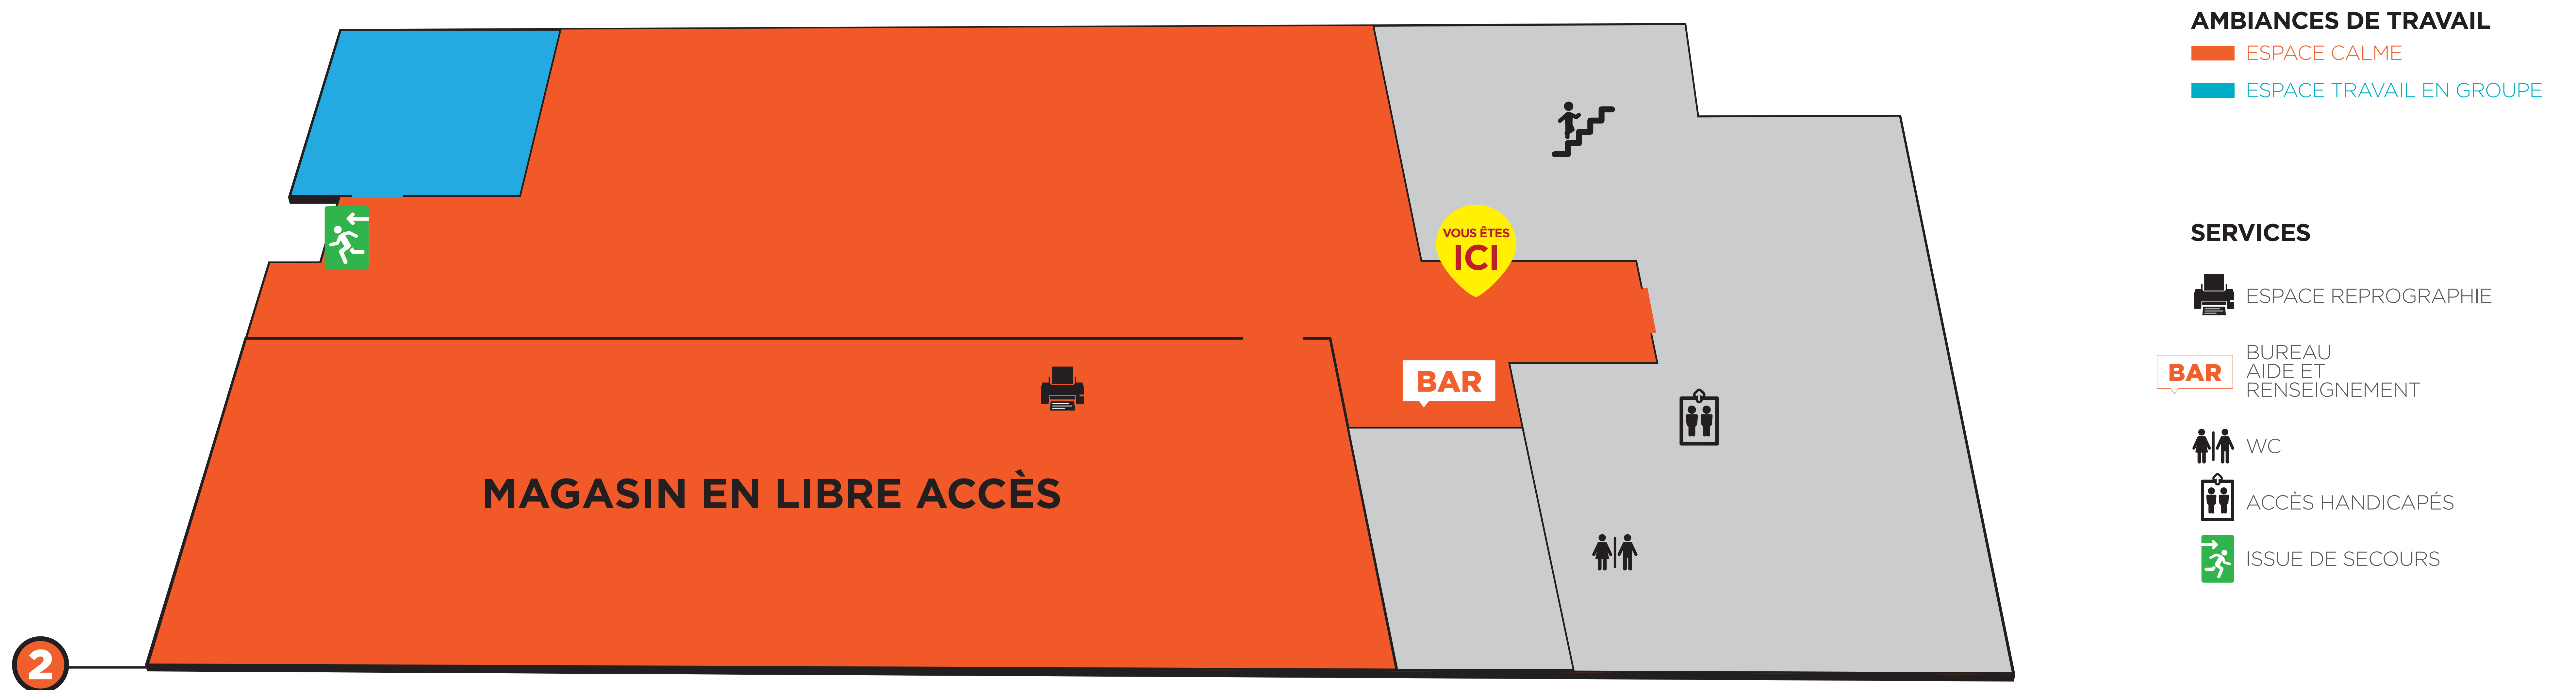 VOUS ÊTES
ICI
BAR
MAGASIN EN LIBRE ACCÈS
2
AMBIANCES DE TRAVAIL
ESPACE CALME
ESPACE TRAVAIL EN GROUPE
SERVICES
ESPACE REPROGRAPHIE
BAR
BUREAU
AIDE ET
RENSEIGNEMENT
WC
ACCÈS HANDICAPÉS
ISSUE DE SECOURS